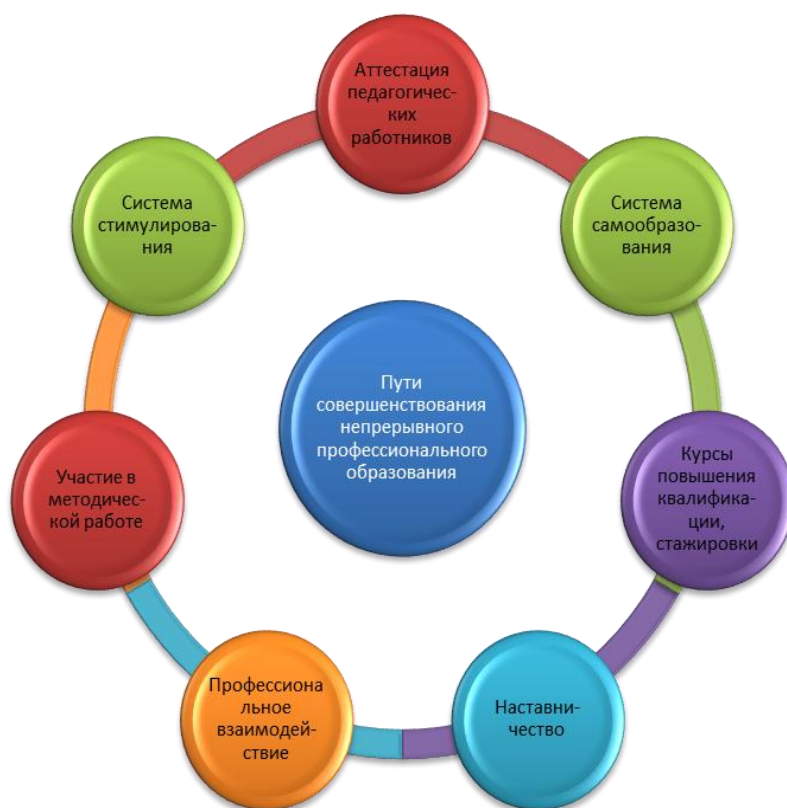 Аттестация
педагогичес-
ких
работников
Система
стимулирова-
ния
Система
самообразо-
вания
Пути
совершенствования
непрерывного
профессионального
образования
Участие в
методичес-
кой работе
Курсы
повышения
квалифика-
ции,
стажировки
Профессиона
льное
взаимодей-
ствие
Наставни-
чество